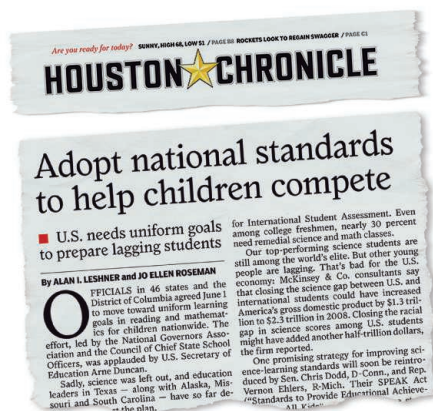 Are you ready for today? SUNNY, HIGH 68, LOW 51 / PAGE B8 ROCKETS LOOK TO REGAIN SWAGGER / PAGE C1
HOUSTON CHRONICLE
Adopt national standards
to help children compete
U.S. needs uniform goals
to prepare lagging students
By ALAN I. LESHNER and JO ELLEN ROSEMAN
OFFICIALS in 46 states and the
District of Columbia agreed June 1
to move toward uniform learning
goals in reading and mathemat-
ics for children nationwide. The
effort, led by the National Governors Asso-
ciation and the Council of Chief State School
Officers, was applauded by U.S. Secretary of
Education Arne Duncan.
Sadly, science was left out, and education
leaders in Texas — along with Alaska, Mis-
souri and South Carolina — have so far de-
the plan.
for International Student Assessment. Even
among college freshmen, nearly 30 percent
need remedial science and math classes.
Our top-performing science students are
still among the world's elite. But other young
people are lagging. That's bad for the U.S.
economy: McKinsey & Co. consultants say
that closing the gap between U.S. and
international students could have increased
America's gross domestic product by $1.3 tril-
lion to $2.3 trillion in 2008. Closing the racial
gap in science scores among U.S. students
might have added another half-trillion dollars,
the firm reported.
One promising strategy for improving sci-
ence-learning standards will soon be reintro-
duced by Sen. Chris Dodd, D-Conn., and Rep.
Vernon Ehlers, R-Mich. Their SPEAK Act
("Standards to Provide Educational Achieve-
All Kids"